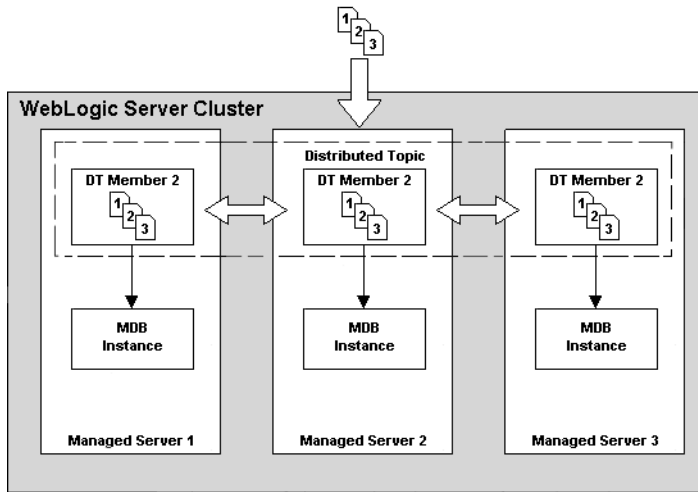 1
2
3
WebLogic Server Cluster
Distributed Topic
DT Member 2
1
2
3
DT Member 2
1
2
3
DT Member 2
1
2
3
MDB
Instance
MDB
Instance
MDB
Instance
Managed Server 1
Managed Server 2
Managed Server 3